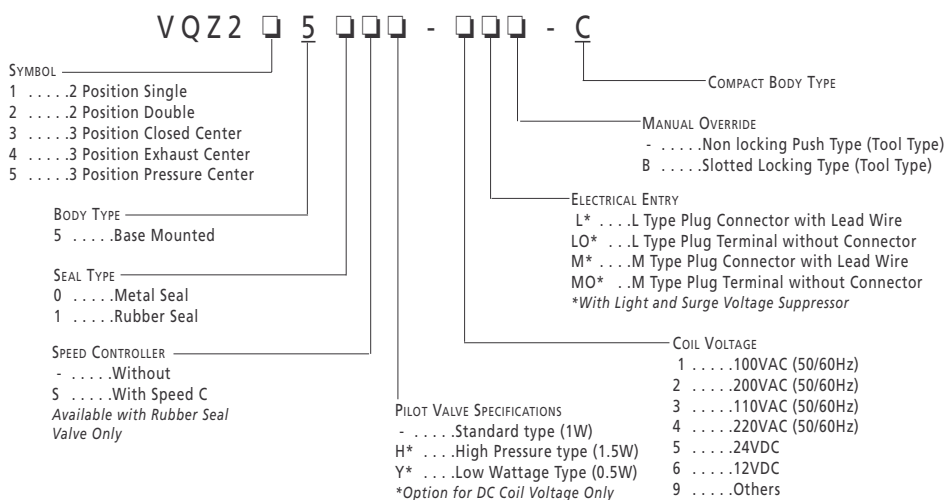 VQZ2 ❑ 5 ❑❑❑ - ❑❑❑ - C
SYMBOL
1 . . . . .2 Position Single
2 . . . . .2 Position Double
3 . . . . .3 Position Closed Center
4 . . . . .3 Position Exhaust Center
5 . . . . .3 Position Pressure Center
BODY TYPE
5 . . . . .Base Mounted
SEAL TYPE
0 . . . . .Metal Seal
1 . . . . .Rubber Seal
SPEED CONTROLLER
- . . . . .Without
S . . . . .With Speed C
Available with Rubber Seal
Valve Only
PILOT VALVE SPECIFICATIONS
- . . . . .Standard type (1W)
H* . . . .High Pressure type (1.5W)
Y* . . . .Low Wattage Type (0.5W)
*Option for DC Coil Voltage Only
COIL VOLTAGE
1 . . . . .100VAC (50/60Hz)
2 . . . . .200VAC (50/60Hz)
3 . . . . .110VAC (50/60Hz)
4 . . . . .220VAC (50/60Hz)
5 . . . . .24VDC
6 . . . . .12VDC
9 . . . . .Others
ELECTRICAL ENTRY
L* . . . .L Type Plug Connector with Lead Wire
LO* . . .L Type Plug Terminal without Connector
M* . . . .M Type Plug Connector with Lead Wire
MO* . .M Type Plug Terminal without Connector
*With Light and Surge Voltage Suppressor
MANUAL OVERRIDE
- . . . . .Non locking Push Type (Tool Type)
B . . . . .Slotted Locking Type (Tool Type)
COMPACT BODY TYPE